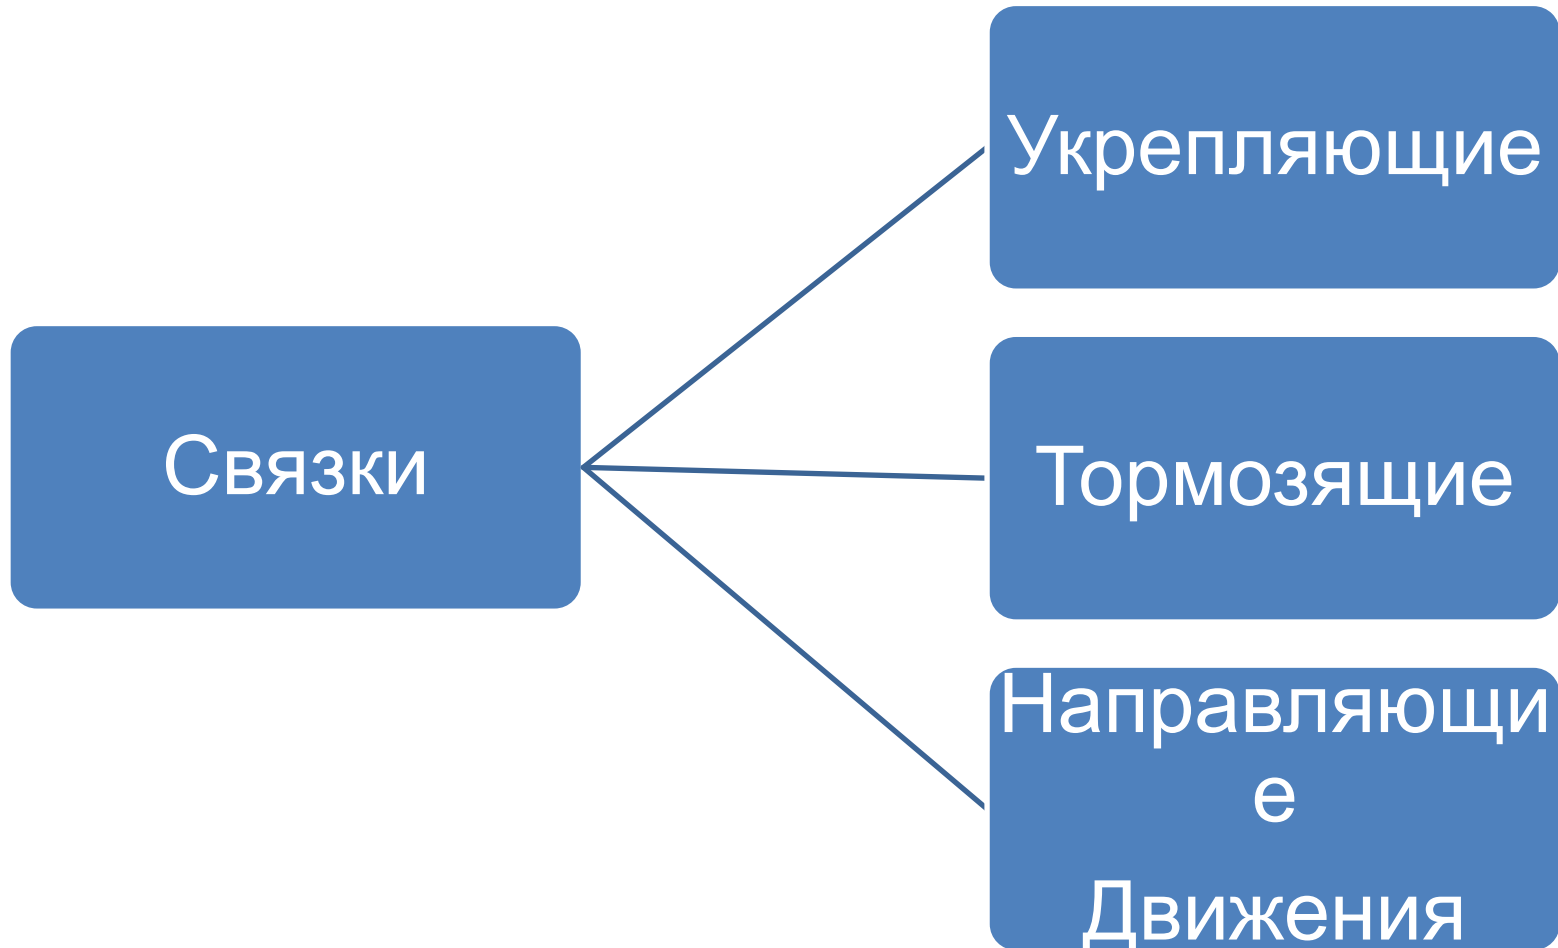 Укрепляющие
Связки
Тормозящие
Направляющи
е
Движения